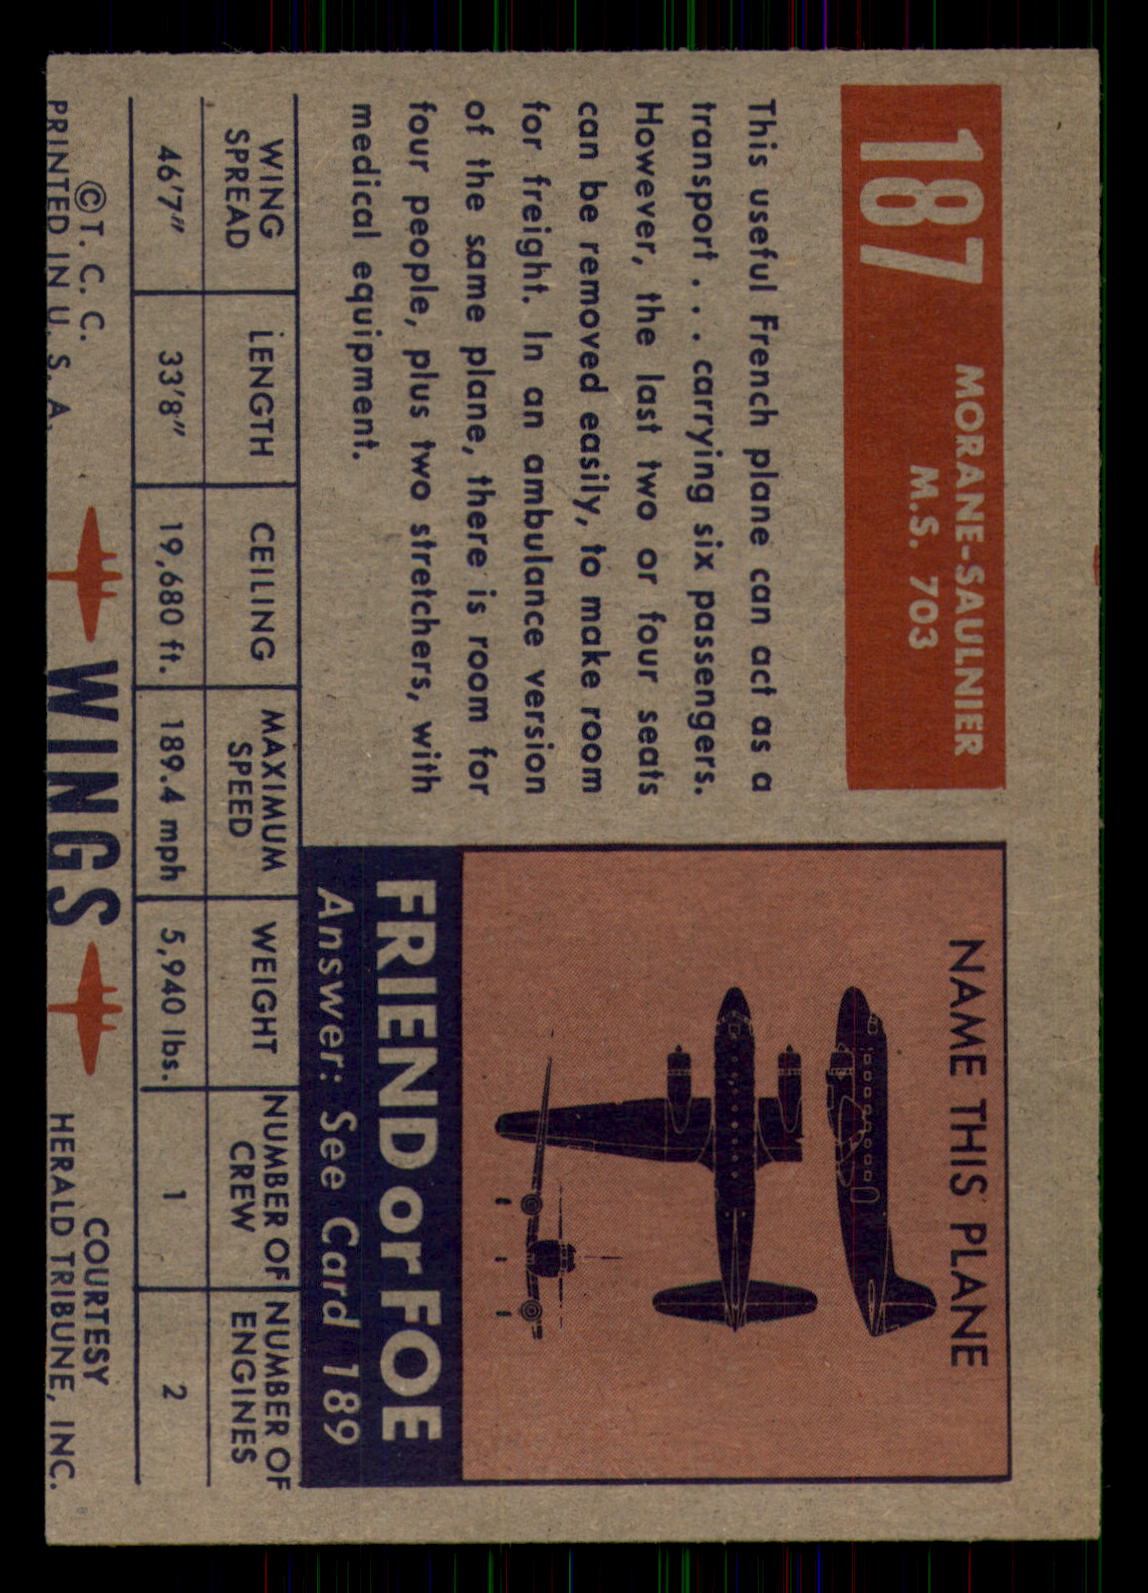 187
MORANE-SAULNIER
M.S. 703
This useful French plane can act as a
transport . . . carrying six passengers.
However, the last two or four seats
can be removed easily, to make room
for freight. In an ambulance version
of the same plane, there is room for
four people, plus two stretchers, with
medical equipment.
NAME THIS PLANE
FRIEND or FOE
Answer: See Card 189
WING SPREAD
LENGTH
CEILING
MAXIMUM SPEED
WEIGHT
NUMBER OF CREW
NUMBER OF ENGINES
46'7"
33'8"
19,680 ft.
189.4 mph
5,940 lbs.
1
2
©T. C. C.
PRINTED IN U. S. A.
WINGS
COURTESY
HERALD TRIBUNE, INC.